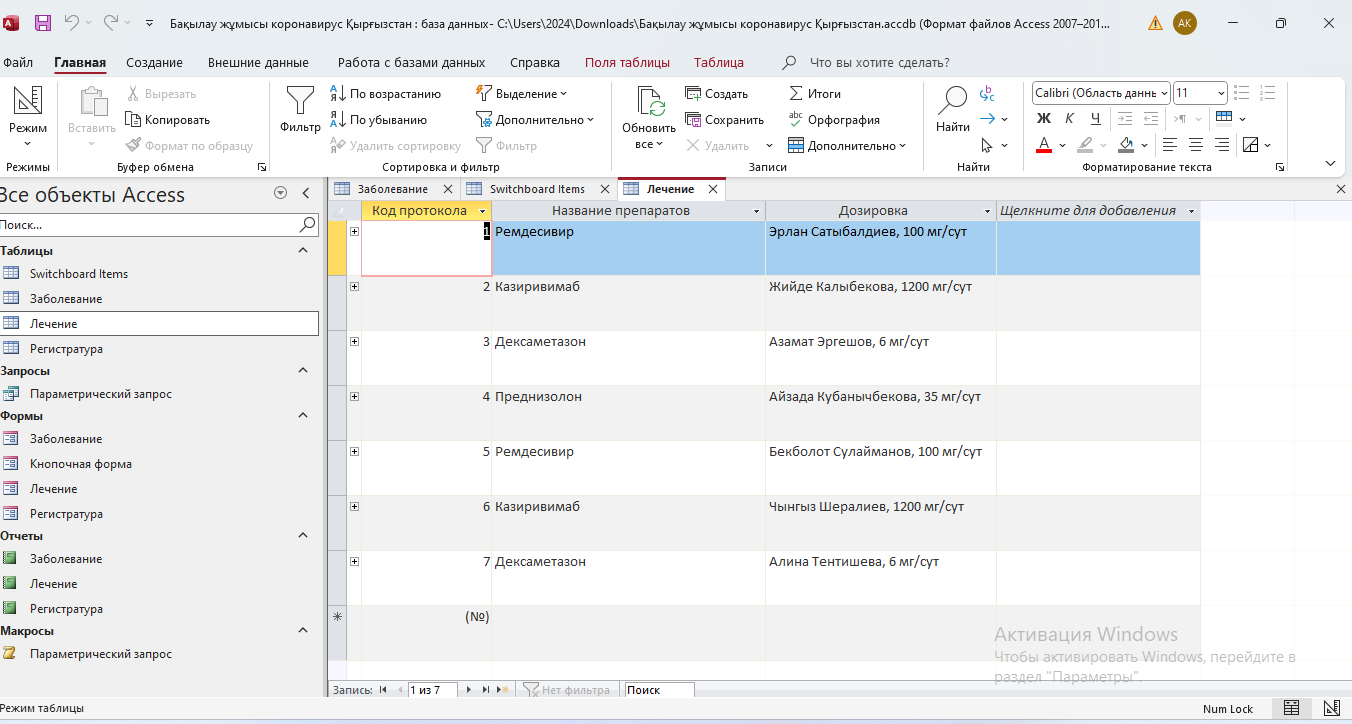 Бақылау жұмысы коронавирус Қырғызстан : база данных- C:\Users\2024\Downloads\Бақылау жұмысы коронавирус Қырғызстан.accdb (Формат файлов Access 2007–201... АК
Файл Главная Создание Внешние данные Работа с базами данных Справка Поля таблицы Таблица Что вы хотите сделать?
Режим
Режимы
Вставить
Вырезать
Копировать
Формат по образцу
Буфер обмена
Фильтр
По возрастанию
По убыванию
Удалить сортировку
Выделение
Дополнительно
Фильтр
Сортировка и фильтр
Обновить
все
Создать
Сохранить
Удалить
Итоги
Орфография
Дополнительно
Записи
Найти
Найти
Calibri (Область даннь 11
Ж К Ч
Форматирование текста
Все объекты Access
Поиск...
Таблицы
Switchboard Items
Заболевание
Лечение
Регистратура
Запросы
Параметрический запрос
Формы
Заболевание
Кнопочная форма
Лечение
Регистратура
Отчеты
Заболевание
Лечение
Регистратура
Макросы
Параметрический запрос
Заболевание Switchboard Items Лечение
Код протокола Название препаратов Дозировка Щелкните для добавления
1 Ремдесивир Эрлан Сатыбалдиев, 100 мг/сут
2 Казиривимаб Жийде Калыбекова, 1200 мг/сут
3 Дексаметазон Азамат Эргешов, 6 мг/сут
4 Преднизолон Айзада Кубанычбекова, 35 мг/сут
5 Ремдесивир Бекболот Сулайманов, 100 мг/сут
6 Казиривимаб Чынгыз Шералиев, 1200 мг/сут
7 Дексаметазон Алина Тентишева, 6 мг/сут
(№)
Активация Windows
Чтобы активировать Windows, перейдите в
раздел "Параметры".
Запись: 1 из 7 Нет фильтра Поиск
Режим таблицы Num Lock